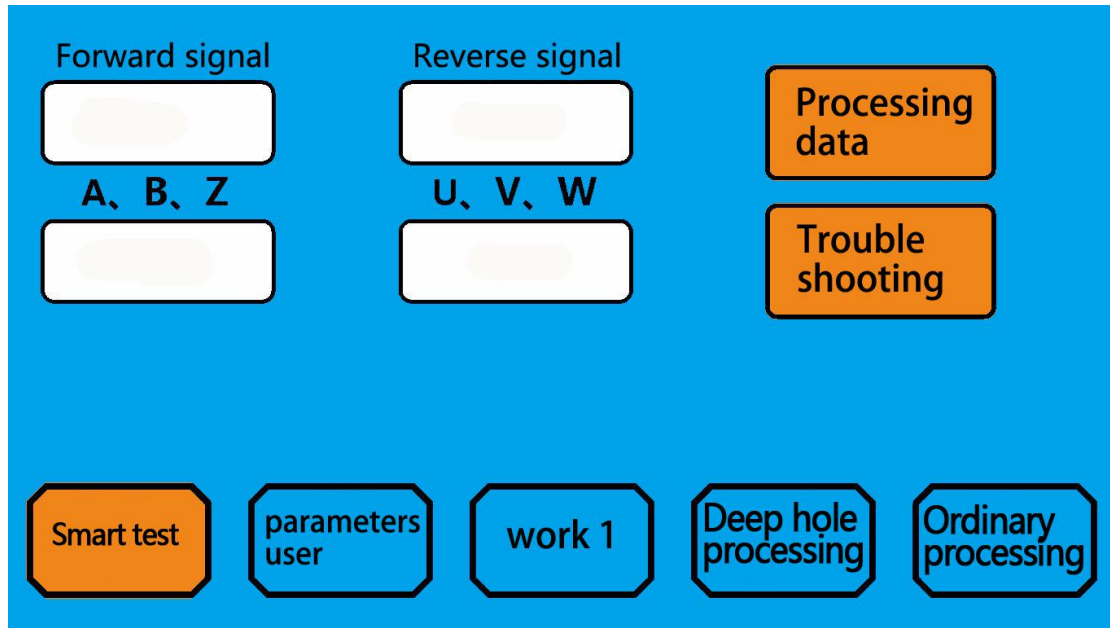 Forward signal
Reverse signal
A、B、Z
U、V、W
Processing
data
Trouble
shooting
Smart test
parameters
user
work 1
Deep hole
processing
Ordinary
processing